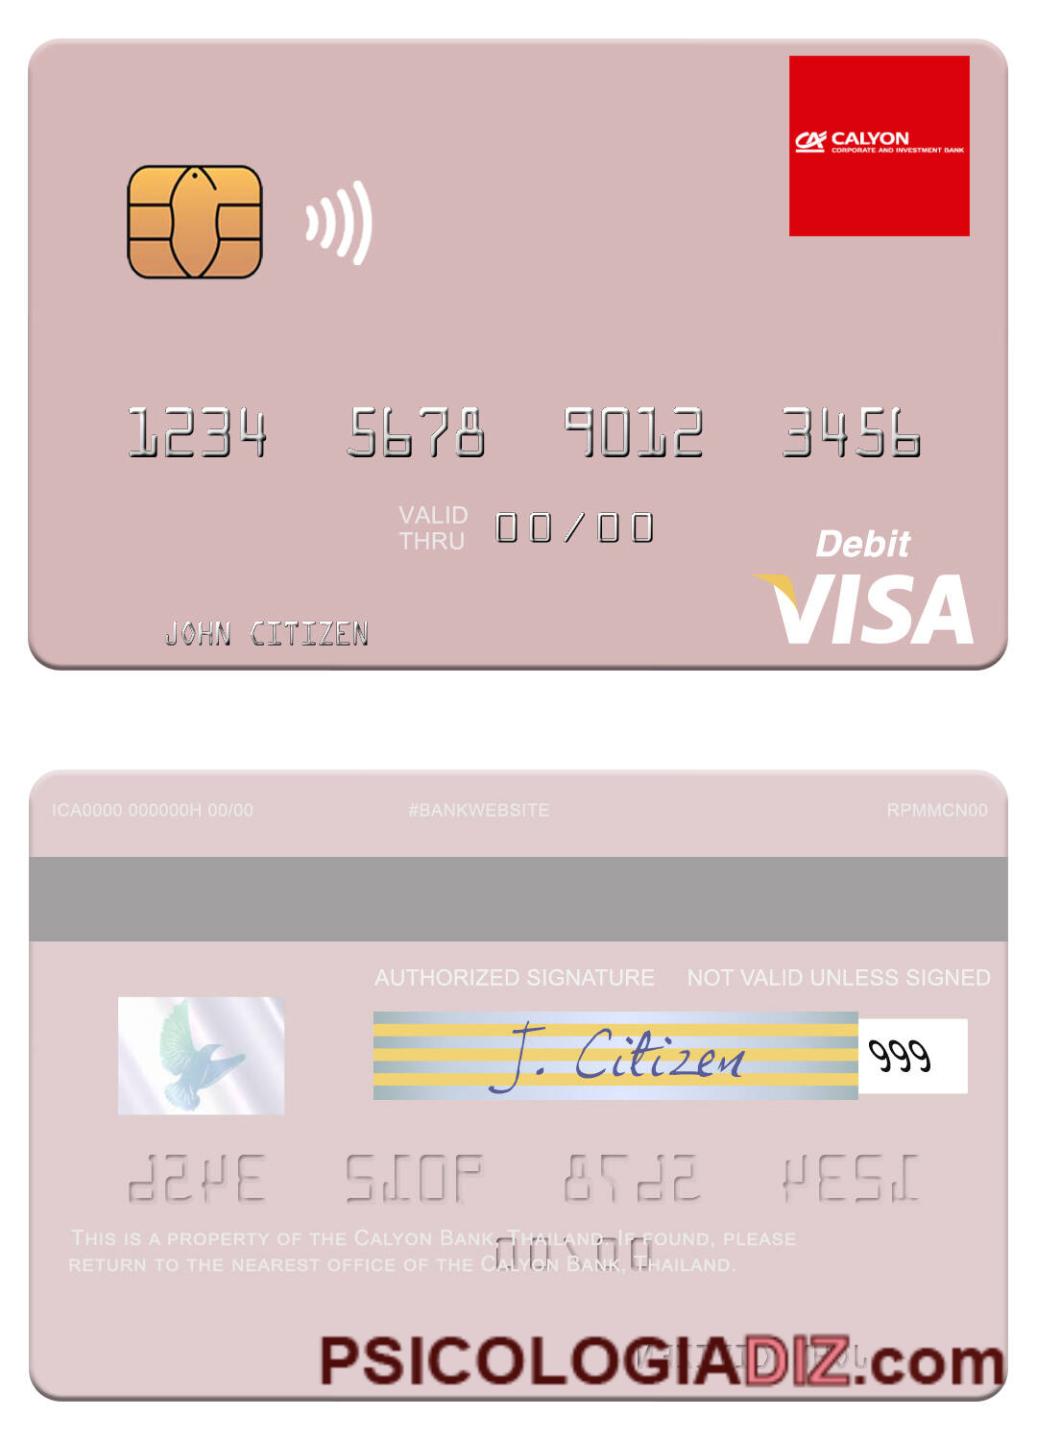 CA CALYON
CORPORATE AND INVESTMENT BANK
1234 5678 9012 3456
VALID THRU 00/00
Debit
VISA
JOHN CITIZEN
ICA0000 000000H 00/00 #BANKWEBSITE RPMMCN00
AUTHORIZED SIGNATURE NOT VALID UNLESS SIGNED
J. Citizen 999
THIS IS A PROPERTY OF THE CALYON BANK, THAILAND. IF FOUND, PLEASE
RETURN TO THE NEAREST OFFICE OF THE CALYON BANK, THAILAND.
PSICOLOGIADIZ.com